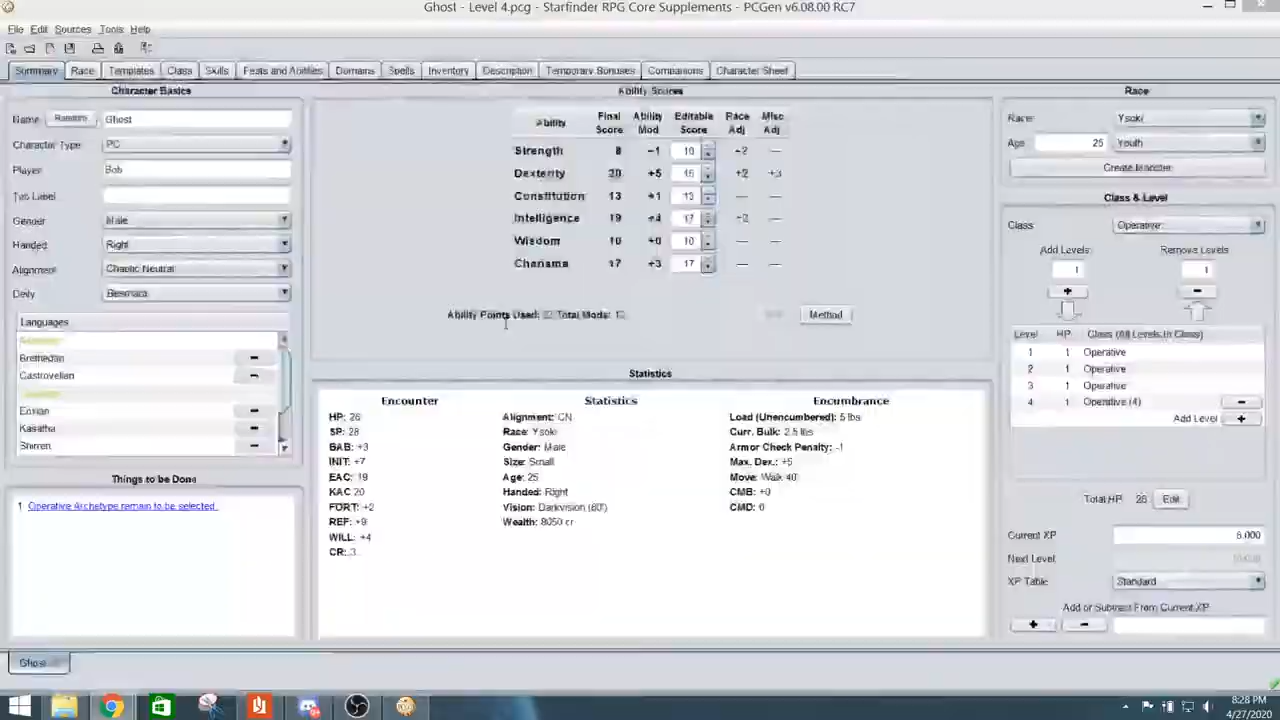 Ghost - Level 4.pcg - Starfinder RPG Core Supplements - PCGen v6.08.00 RC7
File Edit Sources Tools Help
Summary Race Templates Class Skills Feats and Abilities Domains Spells Inventory Description Temporary Bonuses Companions Character Sheet
Character Basics
Name Random Ghost
Character Type: PC
Player: Bob
Tab Label:
Gender: Male
Handed: Right
Alignment: Chaotic Neutral
Deity Besmara
Languages
Brethedan
Castrovelian
Eoxian
Kasatha
Shirren
Things to be Done
1 Operative Archetype remain to be selected.
Ability Scores
Ability Final Score Ability Mod Editable Score Race Adj Misc Adj
Strength 8 -1 10 -2 —
Dexterity 20 +5 +2 +3
Constitution 13 +1 13 — —
Intelligence 19 +4 17 +2 —
Wisdom 10 +0 10 — —
Charisma 17 +3 17 — —
Ability Points Used: Total Mods:
Method
Statistics
Encounter
HP: 26
SP: 28
BAB: +3
INIT: +7
EAC: 19
KAC 20
FORT: +2
REF: +9
WILL: +4
CR: 3
Statistics
Alignment: CN
Race: Ysoki
Gender: Male
Size: Small
Age: 25
Handed: Right
Vision: Darkvision (60')
Wealth: 8050 cr
Encumbrance
Load (Unencumbered): 5 lbs
Curr. Bulk: 2.5 lbs
Armor Check Penalty: -1
Max. Dex.: +5
Move: Walk 40'
CMB: +0
CMD: 0
Race
Race: Ysoki
Age 25 Youth
Create Monster
Class & Level
Class: Operative
Add Levels: Remove Levels
1 1
+ -
Level HP Class (All Levels In Class)
1 1 Operative
2 1 Operative
3 1 Operative
4 1 Operative (4)
Add Level +
Total HP 26 Edit
Current XP 6,000
Next Level:
XP Table: Standard
Add or Subtract From Current XP
+ -
Ghost
8:28 PM
4/27/2020